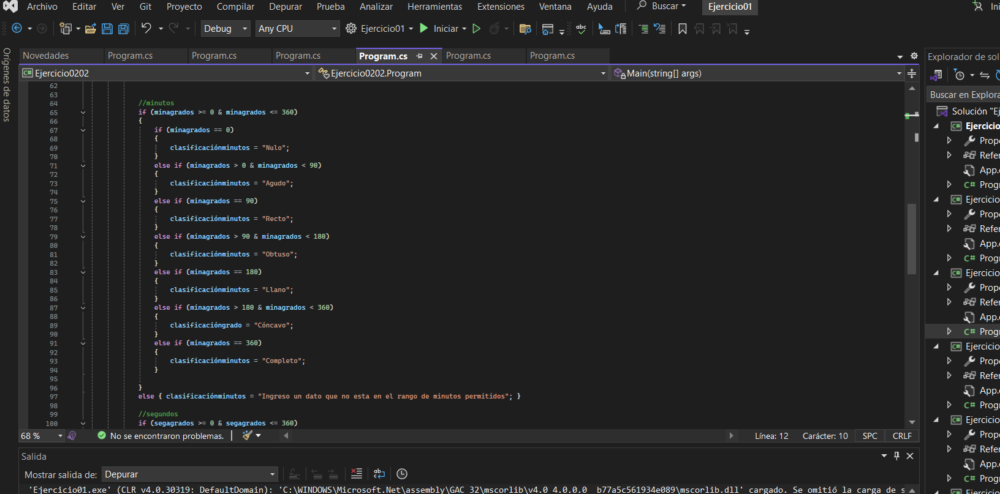 Archivo Editar Ver Git Proyecto Compilar Depurar Prueba Analizar Herramientas Extensiones Ventana Ayuda Buscar Ejercicio01
Debug Any CPU Ejercicio01 Iniciar
Orígenes de datos
Novedades Program.cs Program.cs Program.cs Program.cs Program.cs Program.cs
Ejercicio0202 Ejercicio0202.Program Main(string[] args)
62
63
64 //minutos
65 if (minagrados >= 0 & minagrados <= 360)
66 {
67 if (minagrados == 0)
68 {
69 clasificaciónminutos = "Nulo";
70 }
71 else if (minagrados > 0 & minagrados < 90)
72 {
73 clasificaciónminutos = "Agudo";
74 }
75 else if (minagrados == 90)
76 {
77 clasificaciónminutos = "Recto";
78 }
79 else if (minagrados > 90 & minagrados < 180)
80 {
81 clasificaciónminutos = "Obtuso";
82 }
83 else if (minagrados == 180)
84 {
85 clasificaciónminutos = "Llano";
86 }
87 else if (minagrados > 180 & minagrados < 360)
88 {
89 clasificacióngrado = "Cóncavo";
90 }
91 else if (minagrados == 360)
92 {
93 clasificaciónminutos = "Completo";
94 }
95
96 }
97 else { clasificaciónminutos = "Ingreso un dato que no esta en el rango de minutos permitidos"; }
98
99 //segundos
100 if (segagrados >= 0 & segagrados <= 360)
68 % No se encontraron problemas. Línea: 12 Carácter: 10 SPC CRLF
Salida
Mostrar salida de: Depurar
'Ejercicio01.exe' (CLR v4.0.30319: DefaultDomain): 'C:\WINDOWS\Microsoft.Net\assembly\GAC_32\mscorlib\v4.0_4.0.0.0__b77a5c561934e089\mscorlib.dll' cargado. Se omitió la carga de s
Explorador de sol
Buscar en Explora
Solución "Ej
Ejercicio
Prope
Refer
App.c
Progr
Ejercicio
Prope
Refer
App.c
Progr
Ejercicio
Prope
Refer
App.c
Progr
Ejercicio
Prope
Refer
App.c
Progr
Ejercicio
Prope
Refer
App.c
Progr
Ejercicio